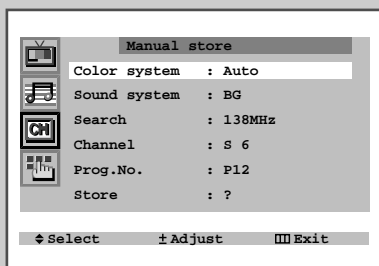 Manual store
Color system : Auto
Sound system : BG
Search : 138MHz
CH
Channel : S 6
Prog.No. : P12
Store : ?
Select ± Adjust Exit